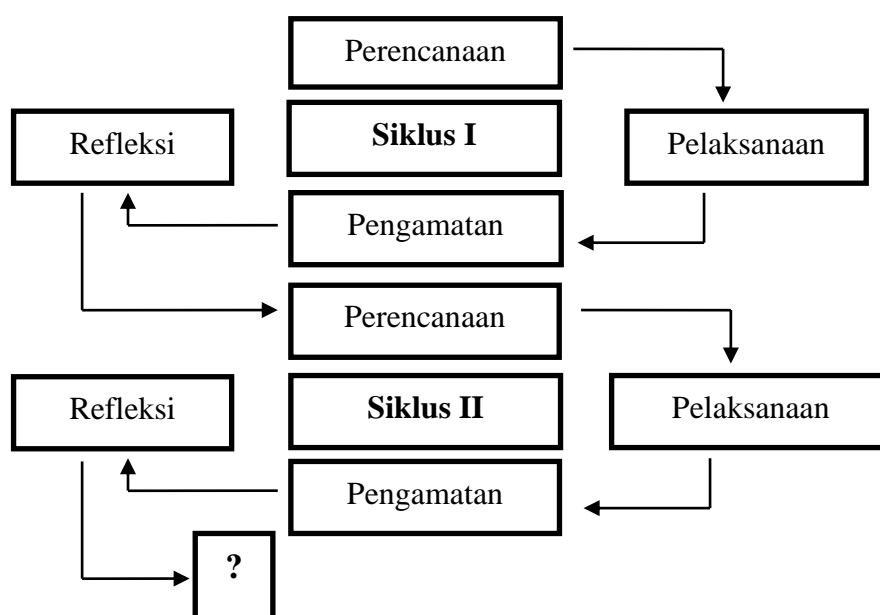 Perencanaan
Refleksi
Siklus I
Pelaksanaan
Pengamatan
Perencanaan
Refleksi
Siklus II
Pelaksanaan
Pengamatan
?